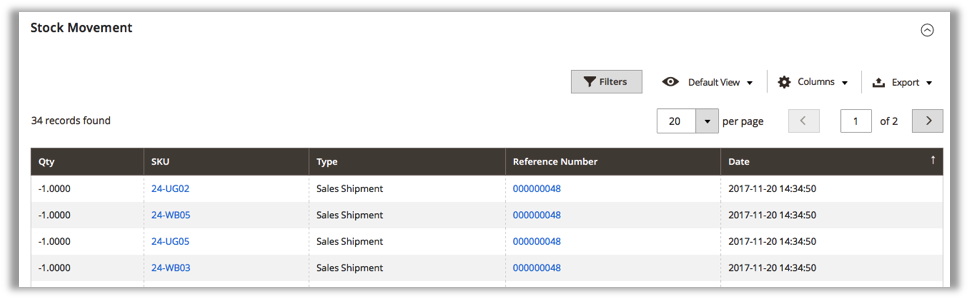 Stock Movement
Filters Default View Columns Export
34 records found 20 per page 1 of 2
Qty SKU Type Reference Number Date
-1.0000 24-UG02 Sales Shipment 000000048 2017-11-20 14:34:50
-1.0000 24-WB05 Sales Shipment 000000048 2017-11-20 14:34:50
-1.0000 24-UG05 Sales Shipment 000000048 2017-11-20 14:34:50
-1.0000 24-WB03 Sales Shipment 000000048 2017-11-20 14:34:50